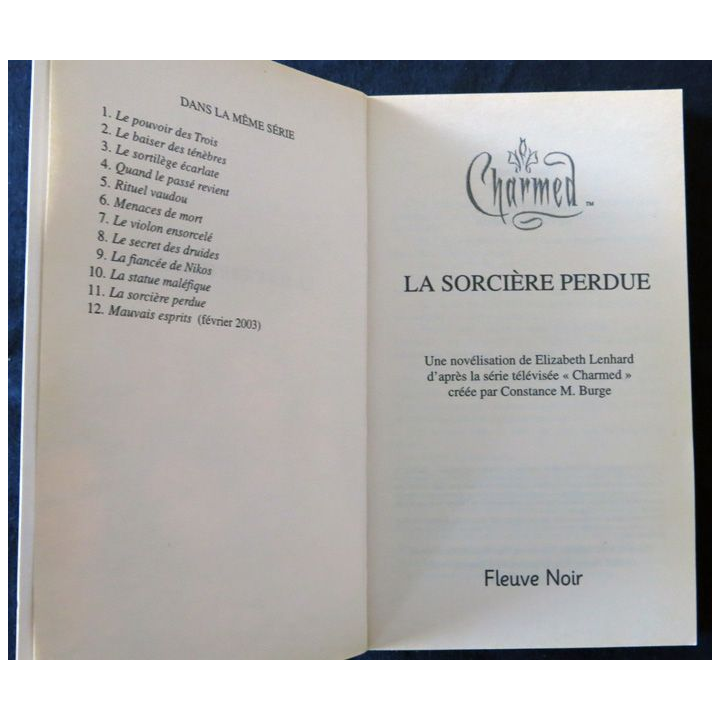 DANS LA MÊME SÉRIE
1. Le pouvoir des Trois
2. Le baiser des ténèbres
3. Le sortilège écarlate
4. Quand le passé revient
5. Rituel vaudou
6. Menaces de mort
7. Le violon ensorcelé
8. Le secret des druides
9. La fiancée de Nikos
10. La statue maléfique
11. La sorcière perdue
12. Mauvais esprits (février 2003)
Charmed ™
LA SORCIÈRE PERDUE
Une novélisation de Elizabeth Lenhard
d'après la série télévisée « Charmed »
créée par Constance M. Burge
Fleuve Noir